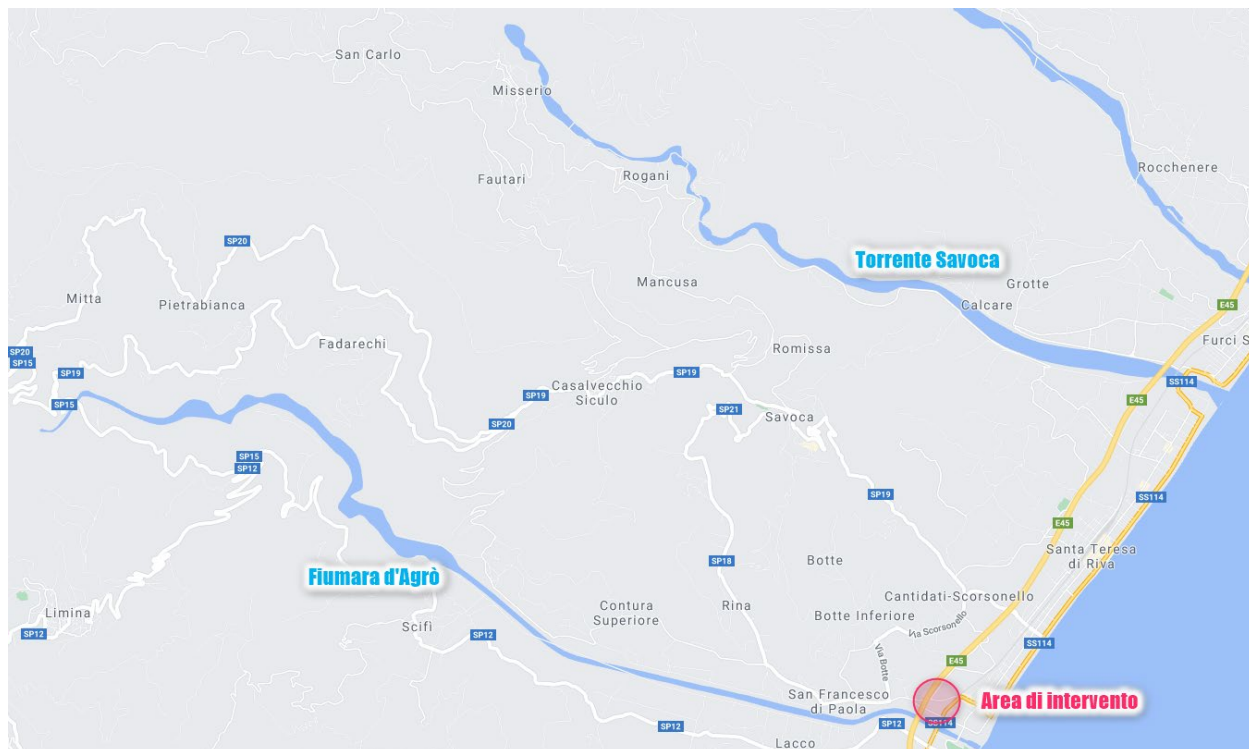 San Carlo
Misserio
Fautari
Rogani
Rocchenere
SP20
Torrente Savoca
Grotte
Mancusa
Calcare
Mitta
Pietrabianca
E45
Fadarechi
Romissa
Furci S
SP20
SP15
SP19
SP19
SS114
Casalvecchio
Siculo
SP19
E45
SP15
SP21
Savoca
SP20
SP15
SP12
SP19
SS114
E45
Santa Teresa
di Riva
SP18
Botte
Fiumara d'Agrò
Cantidati-Scorsonello
Limina
Contura
Superiore
Rina
Botte Inferiore
Scifì
Via Scorsonello
SP12
SP12
SS114
Via Botte
E45
San Francesco
di Paola
Area di intervento
SP12
SP12
SS114
Lacco